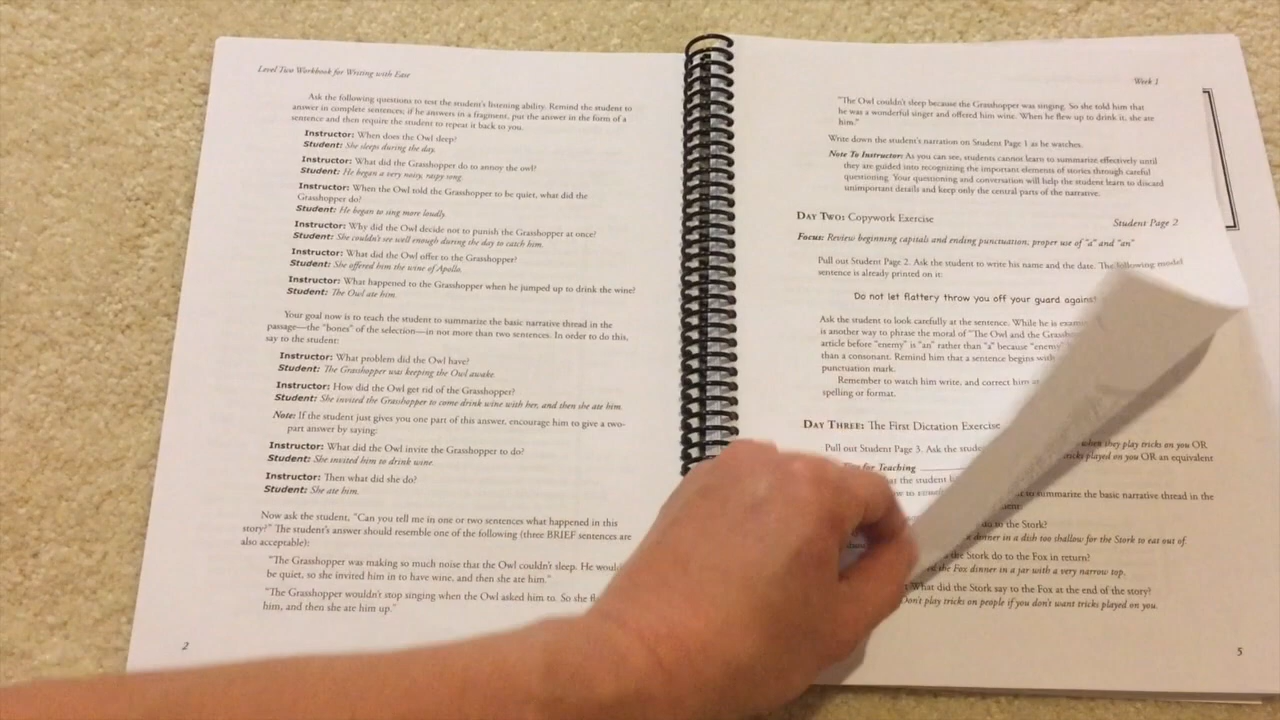 Level Two Workbook for Writing with Ease
Ask the following questions to test the student's listening ability. Remind the student to
answer in complete sentences; if he answers in a fragment, put the answer in the form of a
sentence and then require the student to repeat it back to you.
Instructor: When does the Owl sleep?
Student: She sleeps during the day.
Instructor: What did the Grasshopper do to annoy the owl?
Student: He began a very noisy, raspy song.
Instructor: When the Owl told the Grasshopper to be quiet, what did the
Grasshopper do?
Student: He began to sing more loudly.
Instructor: Why did the Owl decide not to punish the Grasshopper at once?
Student: She couldn't see well enough during the day to catch him.
Instructor: What did the Owl offer to the Grasshopper?
Student: She offered him the wine of Apollo.
Instructor: What happened to the Grasshopper when he jumped up to drink the wine?
Student: The Owl ate him.
Your goal now is to teach the student to summarize the basic narrative thread in the
passage—the "bones" of the selection—in not more than two sentences. In order to do this,
say to the student:
Instructor: What problem did the Owl have?
Student: The Grasshopper was keeping the Owl awake.
Instructor: How did the Owl get rid of the Grasshopper?
Student: She invited the Grasshopper to come drink wine with her, and then she ate him.
Note: If the student just gives you one part of this answer, encourage him to give a two-
part answer by saying:
Instructor: What did the Owl invite the Grasshopper to do?
Student: She invited him to drink wine.
Instructor: Then what did she do?
Student: She ate him.
Now ask the student, "Can you tell me in one or two sentences what happened in this
story?" The student's answer should resemble one of the following (three BRIEF sentences are
also acceptable):
"The Grasshopper was making so much noise that the Owl couldn't sleep. He
be quiet, so she invited him in to have wine, and then she ate him."
"The Grasshopper wouldn't stop singing when the Owl asked him to. So she
him, and then she ate him up."
2
Week 1
"The Owl couldn't sleep because the Grasshopper was singing. So she told him that
he was a wonderful singer and offered him wine. When he flew up to drink it, she ate
him."
Write down the student's narration on Student Page 1 as he watches.
Note To Instructor: As you can see, students cannot learn to summarize effectively until
they are guided into recognizing the important elements of stories through careful
questioning. Your questioning and conversation will help the student learn to discard
unimportant details and keep only the central parts of the narrative.
DAY TWO: Copywork Exercise Student Page 2
Focus: Review beginning capitals and ending punctuation, proper use of "a" and "an"
Pull out Student Page 2. Ask the student to write his name and the date. The following model
sentence is already printed on it:
Do not let flattery throw you off your guard against
Ask the student to look carefully at the sentence. While he is
is another way to phrase the moral of "The Owl and the
article before "enemy" is "an" rather than "a" because "enemy"
than a consonant. Remind him that a sentence begins with
punctuation mark.
Remember to watch him write, and correct him
spelling or format.
DAY THREE: The First Dictation Exercise
Pull out Student Page 3. Ask the
for Teaching
the student
when they play tricks on you OR
tricks played on you OR an equivalent
to summarize the basic narrative thread in the
to the Stork?
dinner in a dish too shallow for the Stork to eat out of.
the Stork do to the Fox in return?
the Fox dinner in a jar with a very narrow top.
What did the Stork say to the Fox at the end of the story?
Don't play tricks on people if you don't want tricks played on you.
5